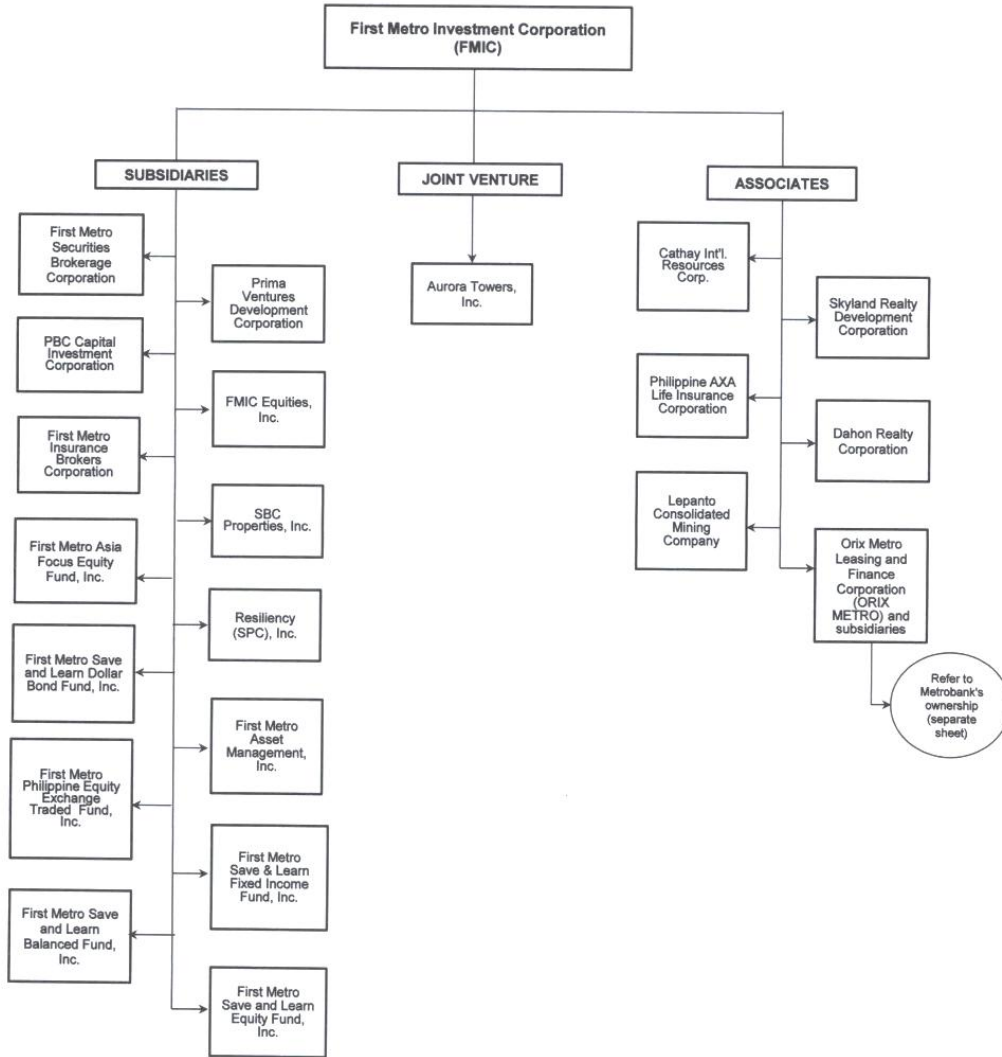 First Metro Investment Corporation
(FMIC)
SUBSIDIARIES
First Metro
Securities
Brokerage
Corporation
Prima
Ventures
Development
Corporation
PBC Capital
Investment
Corporation
FMIC Equities,
Inc.
First Metro
Insurance
Brokers
Corporation
SBC
Properties, Inc.
First Metro Asia
Focus Equity
Fund, Inc.
Resiliency
(SPC), Inc.
First Metro Save
and Learn Dollar
Bond Fund, Inc.
First Metro
Asset
Management,
Inc.
First Metro
Philippine Equity
Exchange
Traded Fund,
Inc.
First Metro
Save & Learn
Fixed Income
Fund, Inc.
First Metro Save
and Learn
Balanced Fund,
Inc.
First Metro
Save and Learn
Equity Fund, Inc.
JOINT VENTURE
Aurora Towers,
Inc.
ASSOCIATES
Cathay Int'l.
Resources
Corp.
Skyland Realty
Development
Corporation
Philippine AXA
Life Insurance
Corporation
Dahon Realty
Corporation
Lepanto
Consolidated
Mining
Company
Orix Metro
Leasing and
Finance
Corporation
(ORIX
METRO) and
subsidiaries
Refer to
Metrobank's
ownership
(separate
sheet)